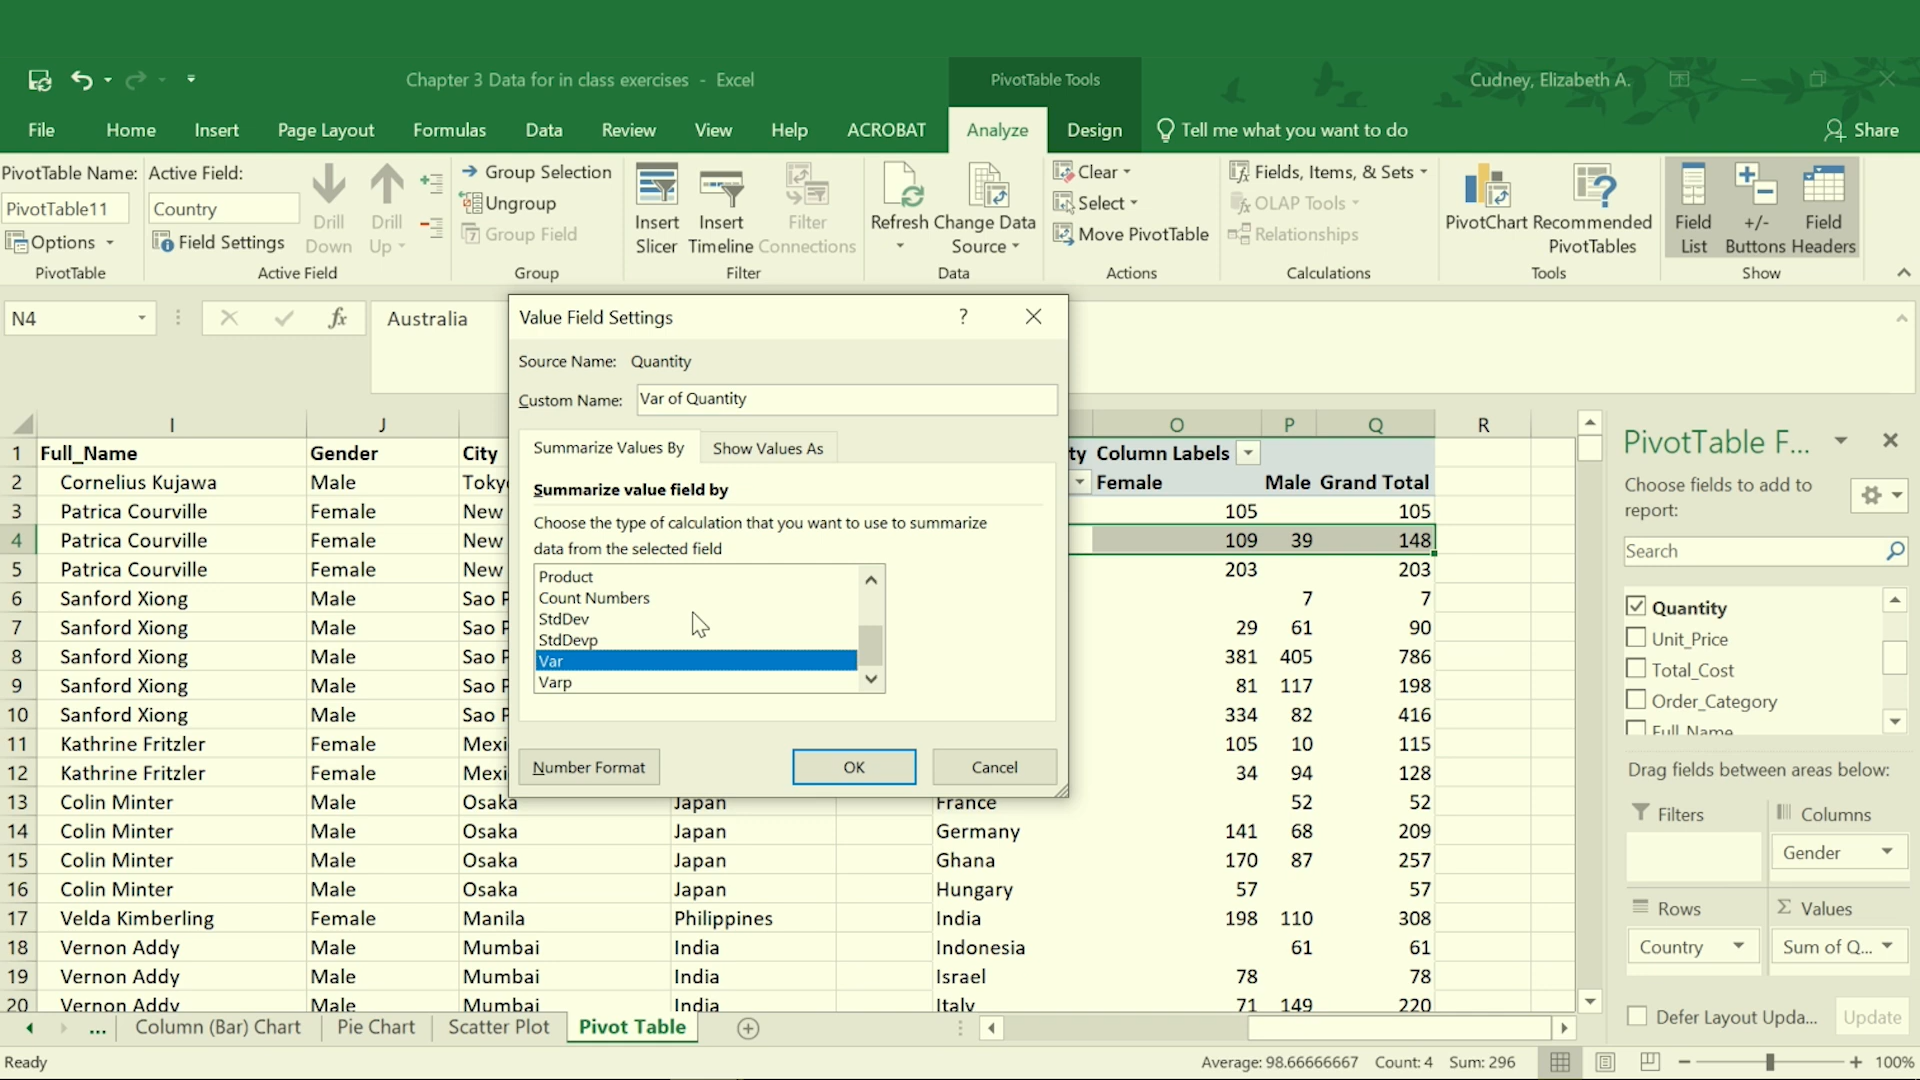 Chapter 3 Data for in class exercises - Excel
PivotTable Tools
Cudney, Elizabeth A.
File Home Insert Page Layout Formulas Data Review View Help ACROBAT Analyze Design Tell me what you want to do Share
PivotTable Name:
PivotTable11
Options
PivotTable
Active Field:
Country
Field Settings
Drill Down
Drill Up
Active Field
Group Selection
Ungroup
Group Field
Group
Insert Slicer
Insert Timeline
Filter Connections
Filter
Refresh
Change Data Source
Data
Clear
Select
Move PivotTable
Actions
Fields, Items, & Sets
OLAP Tools
Relationships
Calculations
PivotChart
Recommended PivotTables
Tools
Field List
+/- Buttons
Field Headers
Show
N4
fx
Australia
Value Field Settings ?
Source Name: Quantity
Custom Name: Var of Quantity
Summarize Values By Show Values As
Summarize value field by
Choose the type of calculation that you want to use to summarize
data from the selected field
Product
Count Numbers
StdDev
StdDevp
Var
Varp
Number Format OK Cancel
I J O P Q R
1 Full_Name Gender City ty Column Labels
2 Cornelius Kujawa Male Toky Female Male Grand Total
3 Patrica Courville Female New 105 105
4 Patrica Courville Female New 109 39 148
5 Patrica Courville Female New 203 203
6 Sanford Xiong Male Sao P 7 7
7 Sanford Xiong Male Sao P 29 61 90
8 Sanford Xiong Male Sao P 381 405 786
9 Sanford Xiong Male Sao P 81 117 198
10 Sanford Xiong Male Sao P 334 82 416
11 Kathrine Fritzler Female Mexi 105 10 115
12 Kathrine Fritzler Female Mexi 34 94 128
13 Colin Minter Male Osaka Japan France 52 52
14 Colin Minter Male Osaka Japan Germany 141 68 209
15 Colin Minter Male Osaka Japan Ghana 170 87 257
16 Colin Minter Male Osaka Japan Hungary 57 57
17 Velda Kimberling Female Manila Philippines India 198 110 308
18 Vernon Addy Male Mumbai India Indonesia 61 61
19 Vernon Addy Male Mumbai India Israel 78 78
20 Vernon Addy Male Mumbai India Italy 71 149 220
PivotTable F...
Choose fields to add to
report:
Search
Quantity
Unit_Price
Total_Cost
Order_Category
Full_Name
Drag fields between areas below:
Filters Columns
Gender
Rows Σ Values
Country Sum of Q...
Defer Layout Upda... Update
... Column (Bar) Chart Pie Chart Scatter Plot Pivot Table
Ready Average: 98.66666667 Count: 4 Sum: 296 100%